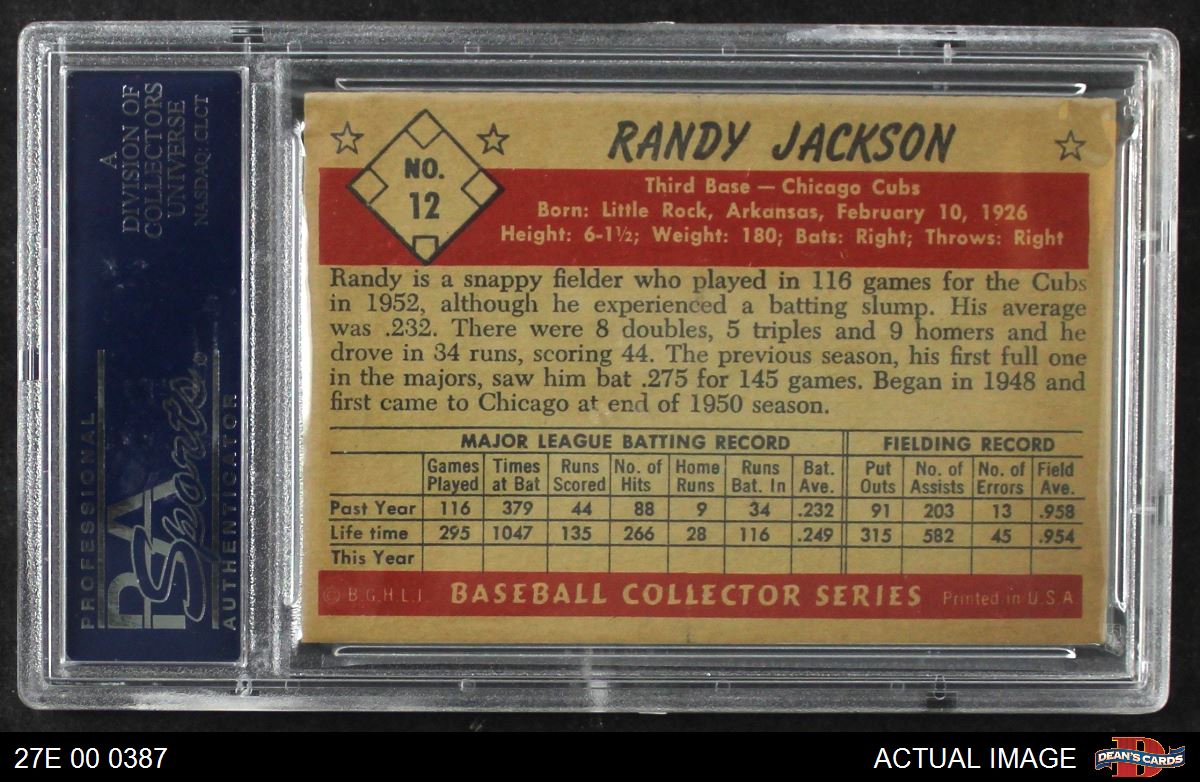 A
DIVISION OF
COLLECTORS
UNIVERSE
NASDAQ: CLCT
PROFESSIONAL
PSA
Sports
AUTHENTICATOR
NO.
12
RANDY JACKSON
Third Base — Chicago Cubs
Born: Little Rock, Arkansas, February 10, 1926
Height: 6-1½; Weight: 180; Bats: Right; Throws: Right
Randy is a snappy fielder who played in 116 games for the Cubs
in 1952, although he experienced a batting slump. His average
was .232. There were 8 doubles, 5 triples and 9 homers and he
drove in 34 runs, scoring 44. The previous season, his first full one
in the majors, saw him bat .275 for 145 games. Began in 1948 and
first came to Chicago at end of 1950 season.
MAJOR LEAGUE BATTING RECORD FIELDING RECORD
Games Times Runs No. of Home Runs Bat. Put No. of No. of Field
Played at Bat Scored Hits Runs Bat. In Ave. Outs Assists Errors Ave.
Past Year 116 379 44 88 9 34 .232 91 203 13 .958
Life time 295 1047 135 266 28 116 .249 315 582 45 .954
This Year
© B.G.H.L.I. BASEBALL COLLECTOR SERIES Printed in U.S.A
27E 00 0387
ACTUAL IMAGE
DEAN'S CARDS